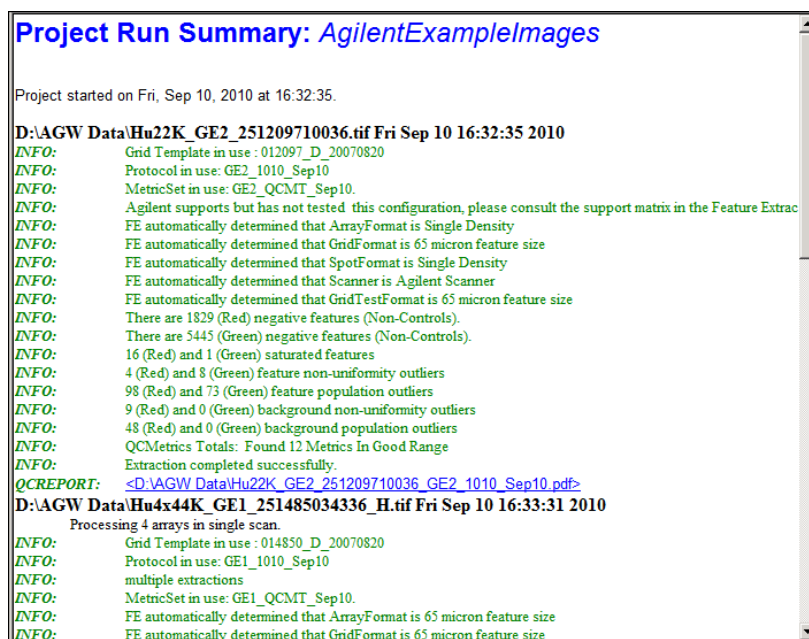 Project Run Summary: AgilentExampleImages
Project started on Fri, Sep 10, 2010 at 16:32:35.
D:\AGW Data\Hu22K_GE2_251209710036.tif Fri Sep 10 16:32:35 2010
INFO: Grid Template in use : 012097_D_20070820
INFO: Protocol in use: GE2_1010_Sep10
INFO: MetricSet in use: GE2_QCMT_Sep10.
INFO: Agilent supports but has not tested this configuration, please consult the support matrix in the Feature Extrac
INFO: FE automatically determined that ArrayFormat is Single Density
INFO: FE automatically determined that GridFormat is 65 micron feature size
INFO: FE automatically determined that SpotFormat is Single Density
INFO: FE automatically determined that Scanner is Agilent Scanner
INFO: FE automatically determined that GridTestFormat is 65 micron feature size
INFO: There are 1829 (Red) negative features (Non-Controls).
INFO: There are 5445 (Green) negative features (Non-Controls).
INFO: 16 (Red) and 1 (Green) saturated features
INFO: 4 (Red) and 8 (Green) feature non-uniformity outliers
INFO: 98 (Red) and 73 (Green) feature population outliers
INFO: 9 (Red) and 0 (Green) background non-uniformity outliers
INFO: 48 (Red) and 0 (Green) background population outliers
INFO: QCMetrics Totals: Found 12 Metrics In Good Range
INFO: Extraction completed successfully.
QCREPORT: <D:\AGW Data\Hu22K_GE2_251209710036_GE2_1010_Sep10.pdf>
D:\AGW Data\Hu4x44K_GE1_251485034336_H.tif Fri Sep 10 16:33:31 2010
Processing 4 arrays in single scan.
INFO: Grid Template in use : 014850_D_20070820
INFO: Protocol in use: GE1_1010_Sep10
INFO: multiple extractions
INFO: MetricSet in use: GE1_QCMT_Sep10.
INFO: FE automatically determined that ArrayFormat is 65 micron feature size
INFO: FE automatically determined that GridFormat is 65 micron feature size